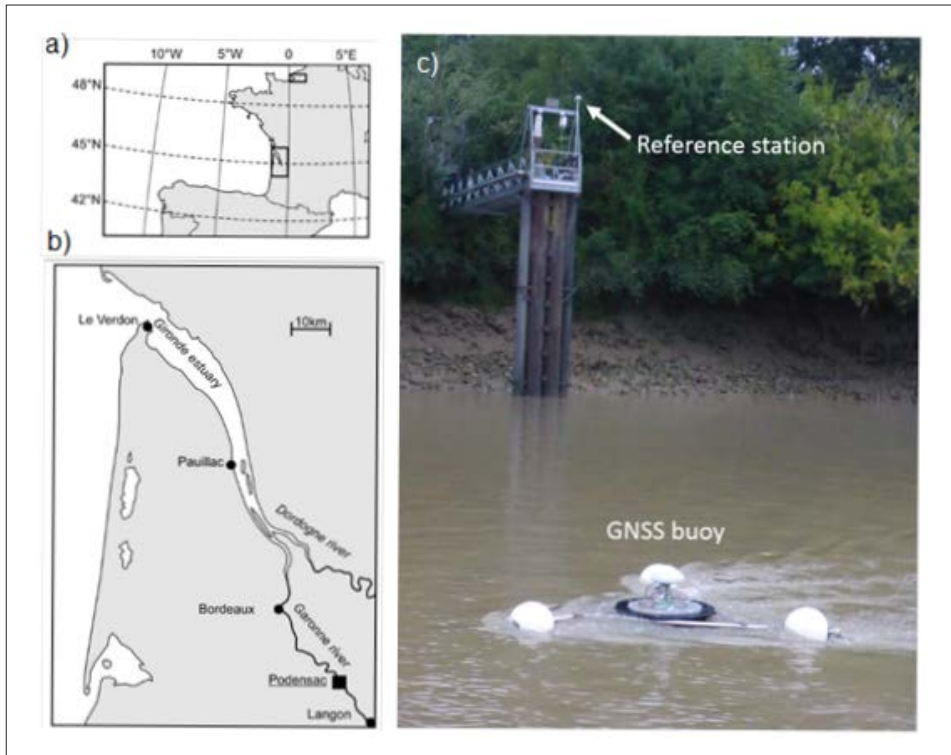 a)
10°W 5°W 0 5°E
48°N
45°N
42°N
b)
Le Verdon
Gironde estuary
10km
Pauillac
Dordogne river
Bordeaux
Garonne river
Podensac
Langon
c)
Reference station
GNSS buoy